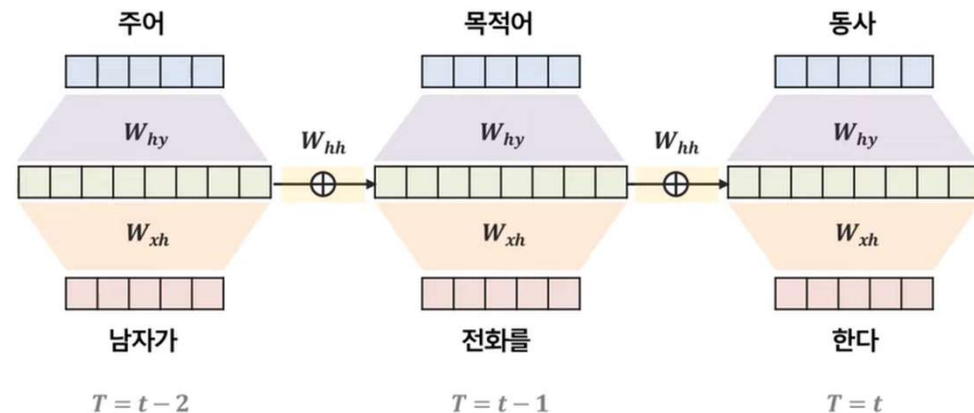 주어 목적어 동사
W_hy W_hh W_hy W_hh W_hy
W_xh W_xh W_xh
남자가 전화를 한다
T = t − 2 T = t − 1 T = t